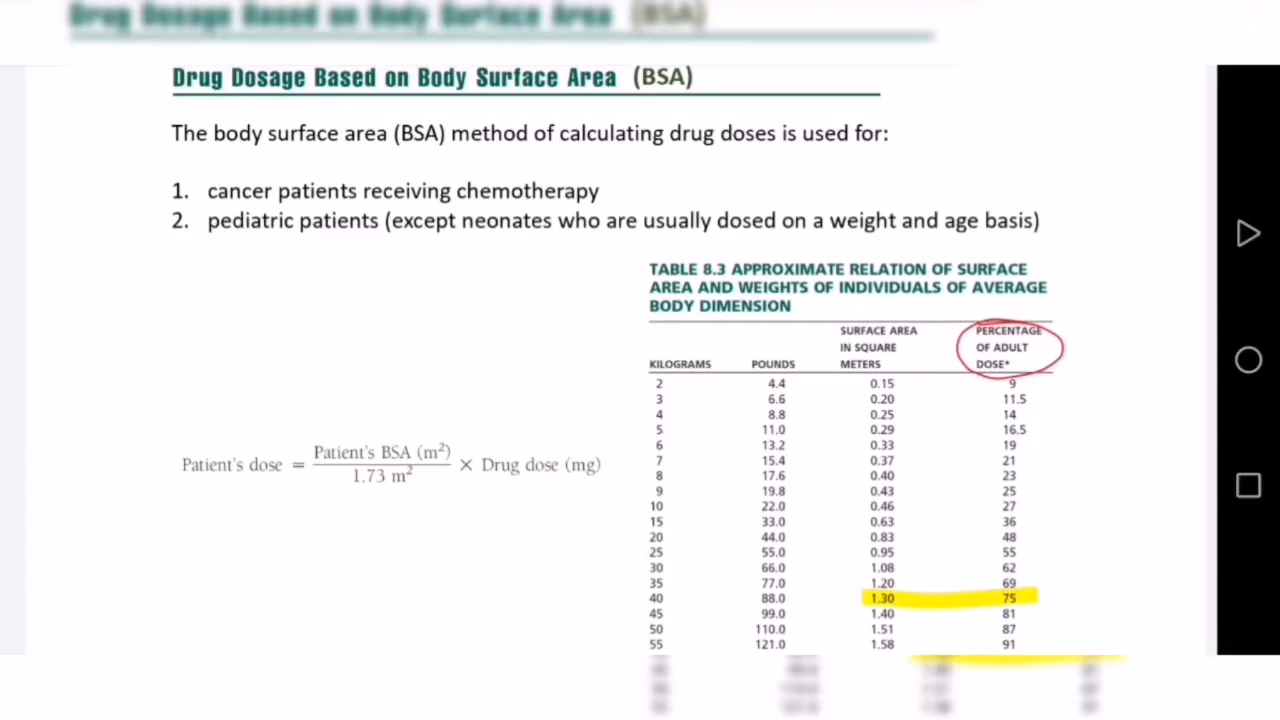 Drug Dosage Based on Body Surface Area (BSA)
Drug Dosage Based on Body Surface Area (BSA)
The body surface area (BSA) method of calculating drug doses is used for:
1. cancer patients receiving chemotherapy
2. pediatric patients (except neonates who are usually dosed on a weight and age basis)
TABLE 8.3 APPROXIMATE RELATION OF SURFACE
AREA AND WEIGHTS OF INDIVIDUALS OF AVERAGE
BODY DIMENSION
SURFACE AREA PERCENTAGE
IN SQUARE OF ADULT
KILOGRAMS POUNDS METERS DOSE*
2 4.4 0.15 9
3 6.6 0.20 11.5
4 8.8 0.25 14
5 11.0 0.29 16.5
6 13.2 0.33 19
7 15.4 0.37 21
8 17.6 0.40 23
9 19.8 0.43 25
10 22.0 0.46 27
15 33.0 0.63 36
20 44.0 0.83 48
25 55.0 0.95 55
30 66.0 1.08 62
35 77.0 1.20 69
40 88.0 1.30 75
45 99.0 1.40 81
50 110.0 1.51 87
55 121.0 1.58 91
Patient's dose = Patient's BSA (m²) / 1.73 m² × Drug dose (mg)